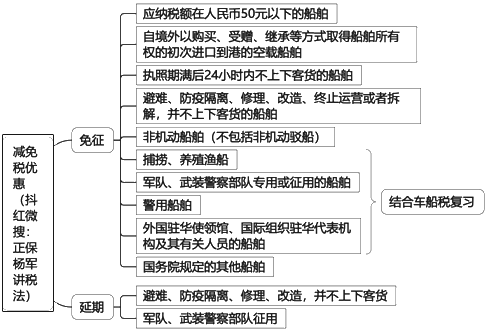 应纳税额在人民币50元以下的船舶
自境外以购买、受赠、继承等方式取得船舶所有
权的初次进口到港的空载船舶
执照期满后24小时内不上下客货的船舶
避难、防疫隔离、修理、改造、终止运营或者拆
解，并不上下客货的船舶
免征
非机动船舶（不包括非机动驳船）
捕捞、养殖渔船
军队、武装警察部队专用或征用的船舶
警用船舶
外国驻华使领馆、国际组织驻华代表机
构及其有关人员的船舶
国务院规定的其他船舶
结合车船税复习
减免
税优
惠
（抖
红微
搜：
正保
杨军
讲税
法）
延期
避难、防疫隔离、修理、改造，并不上下客货
军队、武装警察部队征用